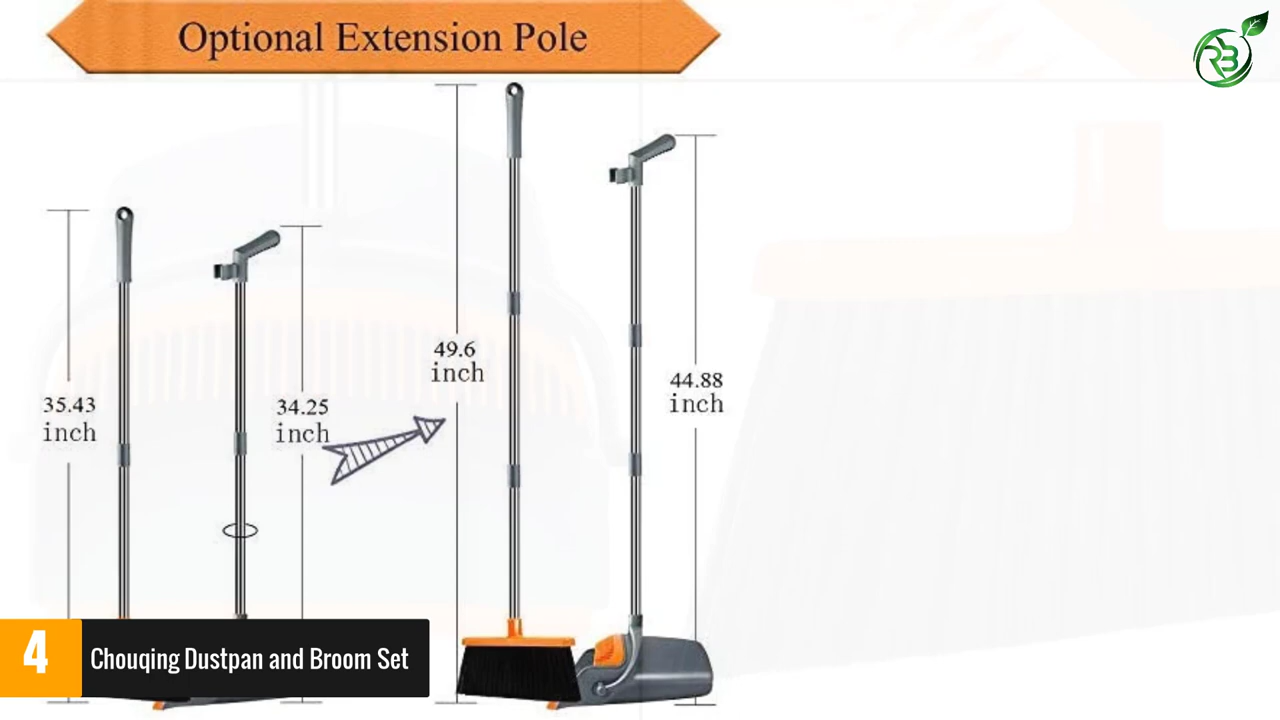 Optional Extension Pole
RB
49.6
inch
44.88
inch
35.43
inch
34.25
inch
4
Chouqing Dustpan and Broom Set